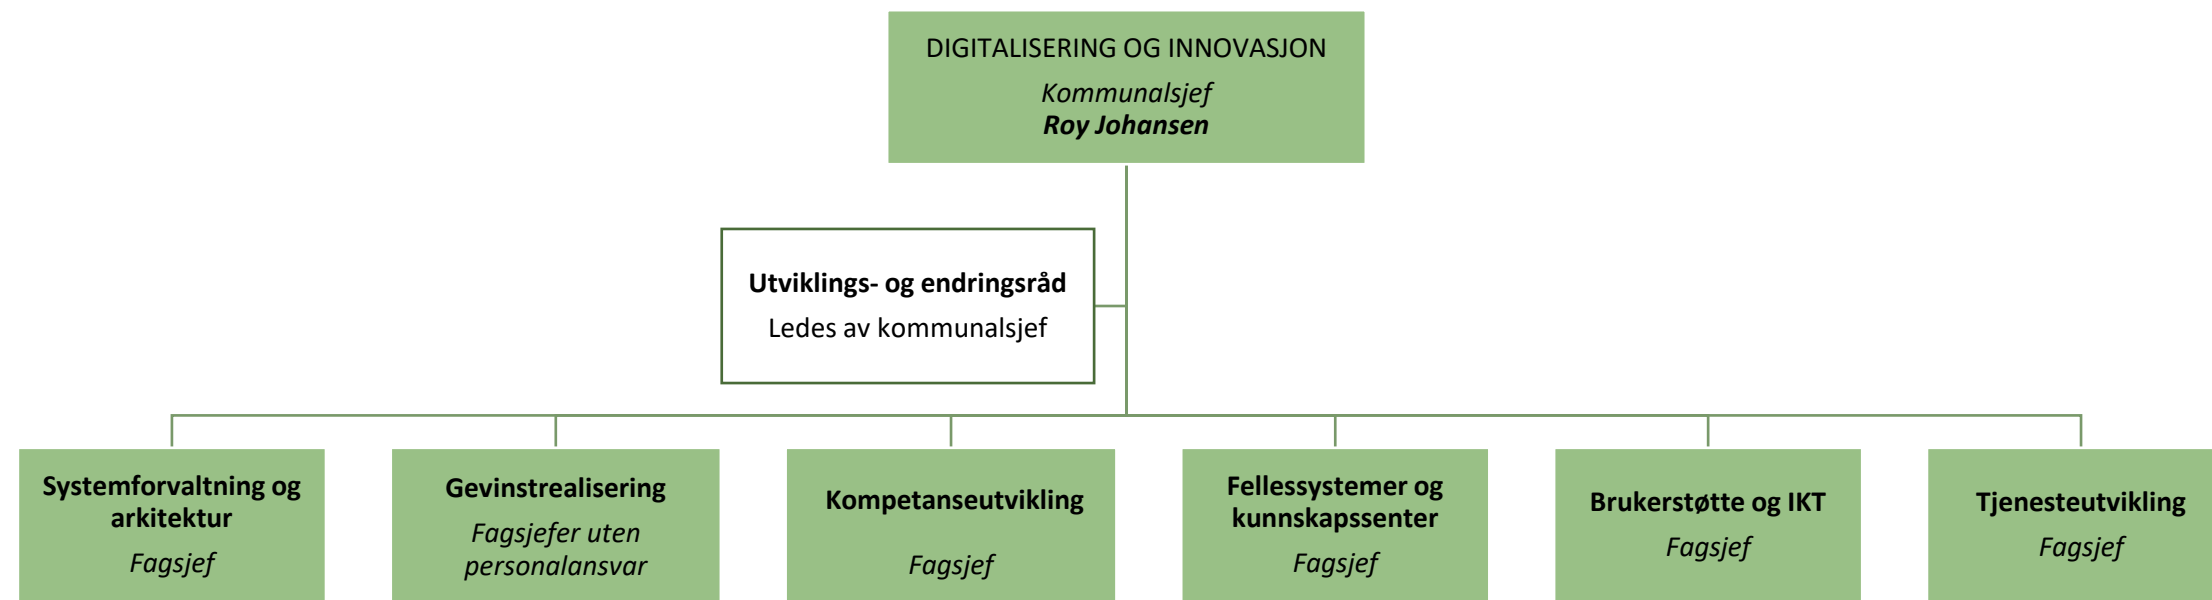 DIGITALISERING OG INNOVASJON
Kommunalsjef
Roy Johansen
Utviklings- og endringsråd
Ledes av kommunalsjef
Systemforvaltning og
arkitektur
Fagsjef
Gevinstrealisering
Fagsjefer uten
personalansvar
Kompetanseutvikling
Fagsjef
Fellessystemer og
kunnskapssenter
Fagsjef
Brukerstøtte og IKT
Fagsjef
Tjenesteutvikling
Fagsjef